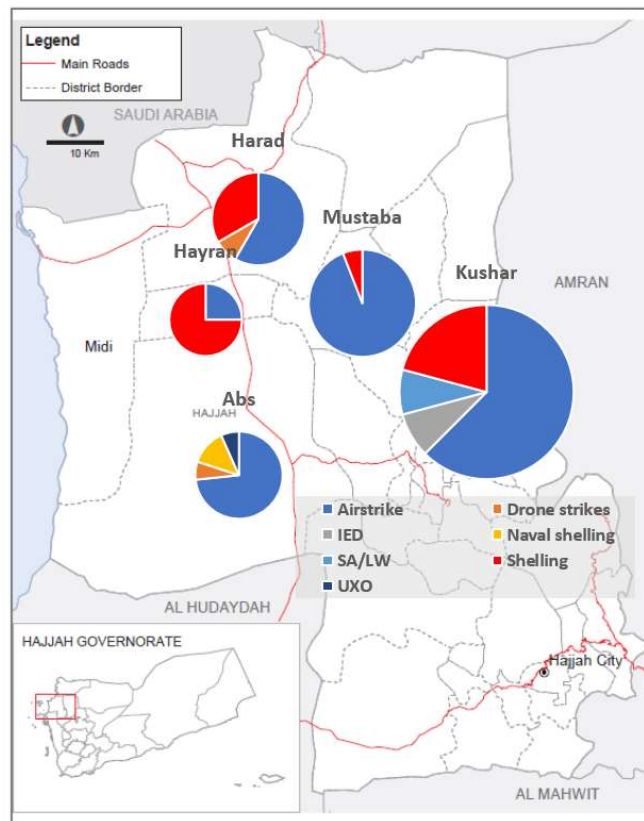 Legend
Main Roads
District Border
SAUDI ARABIA
10 Km
Harad
Mustaba
Hayran
Kushar
AMRAN
Midi
Abs
HAJJAH
Airstrike
Drone strikes
IED
Naval shelling
SA/LW
Shelling
UXO
AL HUDAYDAH
HAJJAH GOVERNORATE
Hajjah City
AL MAHWIT